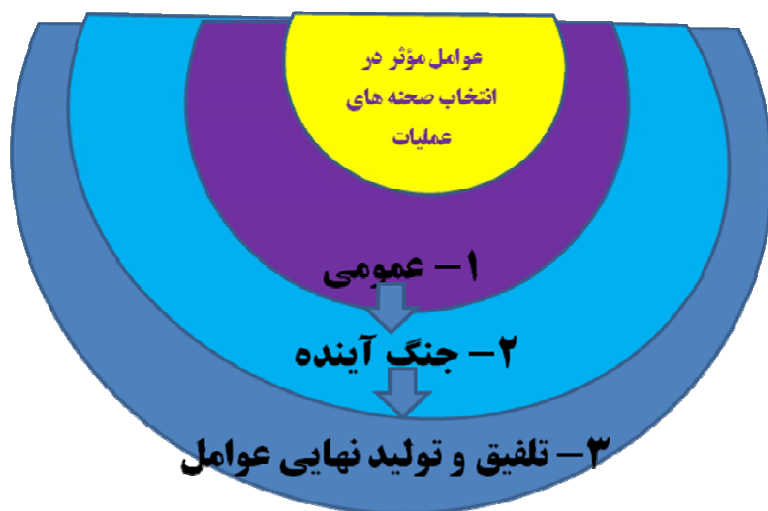 عوامل مؤثر در
انتخاب صحنه های
عملیات
۱- عمومی
۲- جنگ آینده
۳- تلفیق و تولید نهایی عوامل